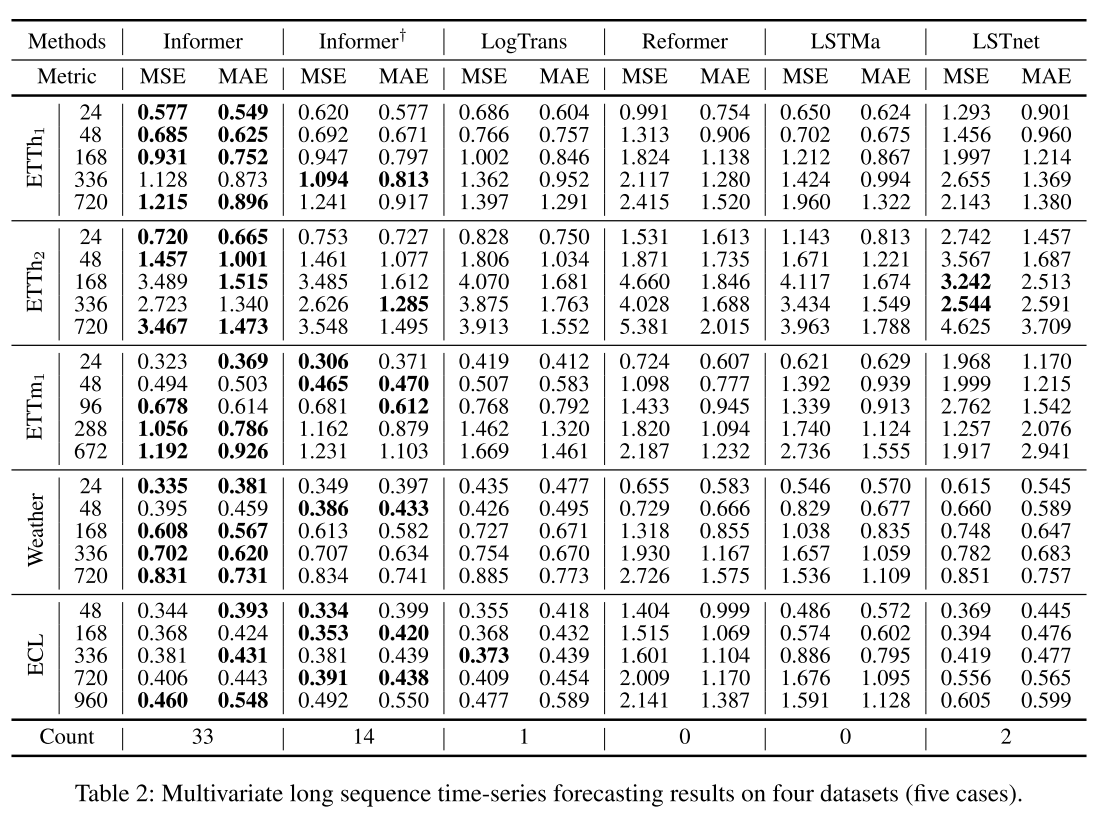 Methods Informer Informer† LogTrans Reformer LSTMa LSTnet
Metric MSE MAE MSE MAE MSE MAE MSE MAE MSE MAE MSE MAE
ETTh1
24 0.577 0.549 0.620 0.577 0.686 0.604 0.991 0.754 0.650 0.624 1.293 0.901
48 0.685 0.625 0.692 0.671 0.766 0.757 1.313 0.906 0.702 0.675 1.456 0.960
168 0.931 0.752 0.947 0.797 1.002 0.846 1.824 1.138 1.212 0.867 1.997 1.214
336 1.128 0.873 1.094 0.813 1.362 0.952 2.117 1.280 1.424 0.994 2.655 1.369
720 1.215 0.896 1.241 0.917 1.397 1.291 2.415 1.520 1.960 1.322 2.143 1.380
ETTh2
24 0.720 0.665 0.753 0.727 0.828 0.750 1.531 1.613 1.143 0.813 2.742 1.457
48 1.457 1.001 1.461 1.077 1.806 1.034 1.871 1.735 1.671 1.221 3.567 1.687
168 3.489 1.515 3.485 1.612 4.070 1.681 4.660 1.846 4.117 1.674 3.242 2.513
336 2.723 1.340 2.626 1.285 3.875 1.763 4.028 1.688 3.434 1.549 2.544 2.591
720 3.467 1.473 3.548 1.495 3.913 1.552 5.381 2.015 3.963 1.788 4.625 3.709
ETTm1
24 0.323 0.369 0.306 0.371 0.419 0.412 0.724 0.607 0.621 0.629 1.968 1.170
48 0.494 0.503 0.465 0.470 0.507 0.583 1.098 0.777 1.392 0.939 1.999 1.215
96 0.678 0.614 0.681 0.612 0.768 0.792 1.433 0.945 1.339 0.913 2.762 1.542
288 1.056 0.786 1.162 0.879 1.462 1.320 1.820 1.094 1.740 1.124 1.257 2.076
672 1.192 0.926 1.231 1.103 1.669 1.461 2.187 1.232 2.736 1.555 1.917 2.941
Weather
24 0.335 0.381 0.349 0.397 0.435 0.477 0.655 0.583 0.546 0.570 0.615 0.545
48 0.395 0.459 0.386 0.433 0.426 0.495 0.729 0.666 0.829 0.677 0.660 0.589
168 0.608 0.567 0.613 0.582 0.727 0.671 1.318 0.855 1.038 0.835 0.748 0.647
336 0.702 0.620 0.707 0.634 0.754 0.670 1.930 1.167 1.657 1.059 0.782 0.683
720 0.831 0.731 0.834 0.741 0.885 0.773 2.726 1.575 1.536 1.109 0.851 0.757
ECL
48 0.344 0.393 0.334 0.399 0.355 0.418 1.404 0.999 0.486 0.572 0.369 0.445
168 0.368 0.424 0.353 0.420 0.368 0.432 1.515 1.069 0.574 0.602 0.394 0.476
336 0.381 0.431 0.381 0.439 0.373 0.439 1.601 1.104 0.886 0.795 0.419 0.477
720 0.406 0.443 0.391 0.438 0.409 0.454 2.009 1.170 1.676 1.095 0.556 0.565
960 0.460 0.548 0.492 0.550 0.477 0.589 2.141 1.387 1.591 1.128 0.605 0.599
Count 33 14 1 0 0 2
Table 2: Multivariate long sequence time-series forecasting results on four datasets (five cases).